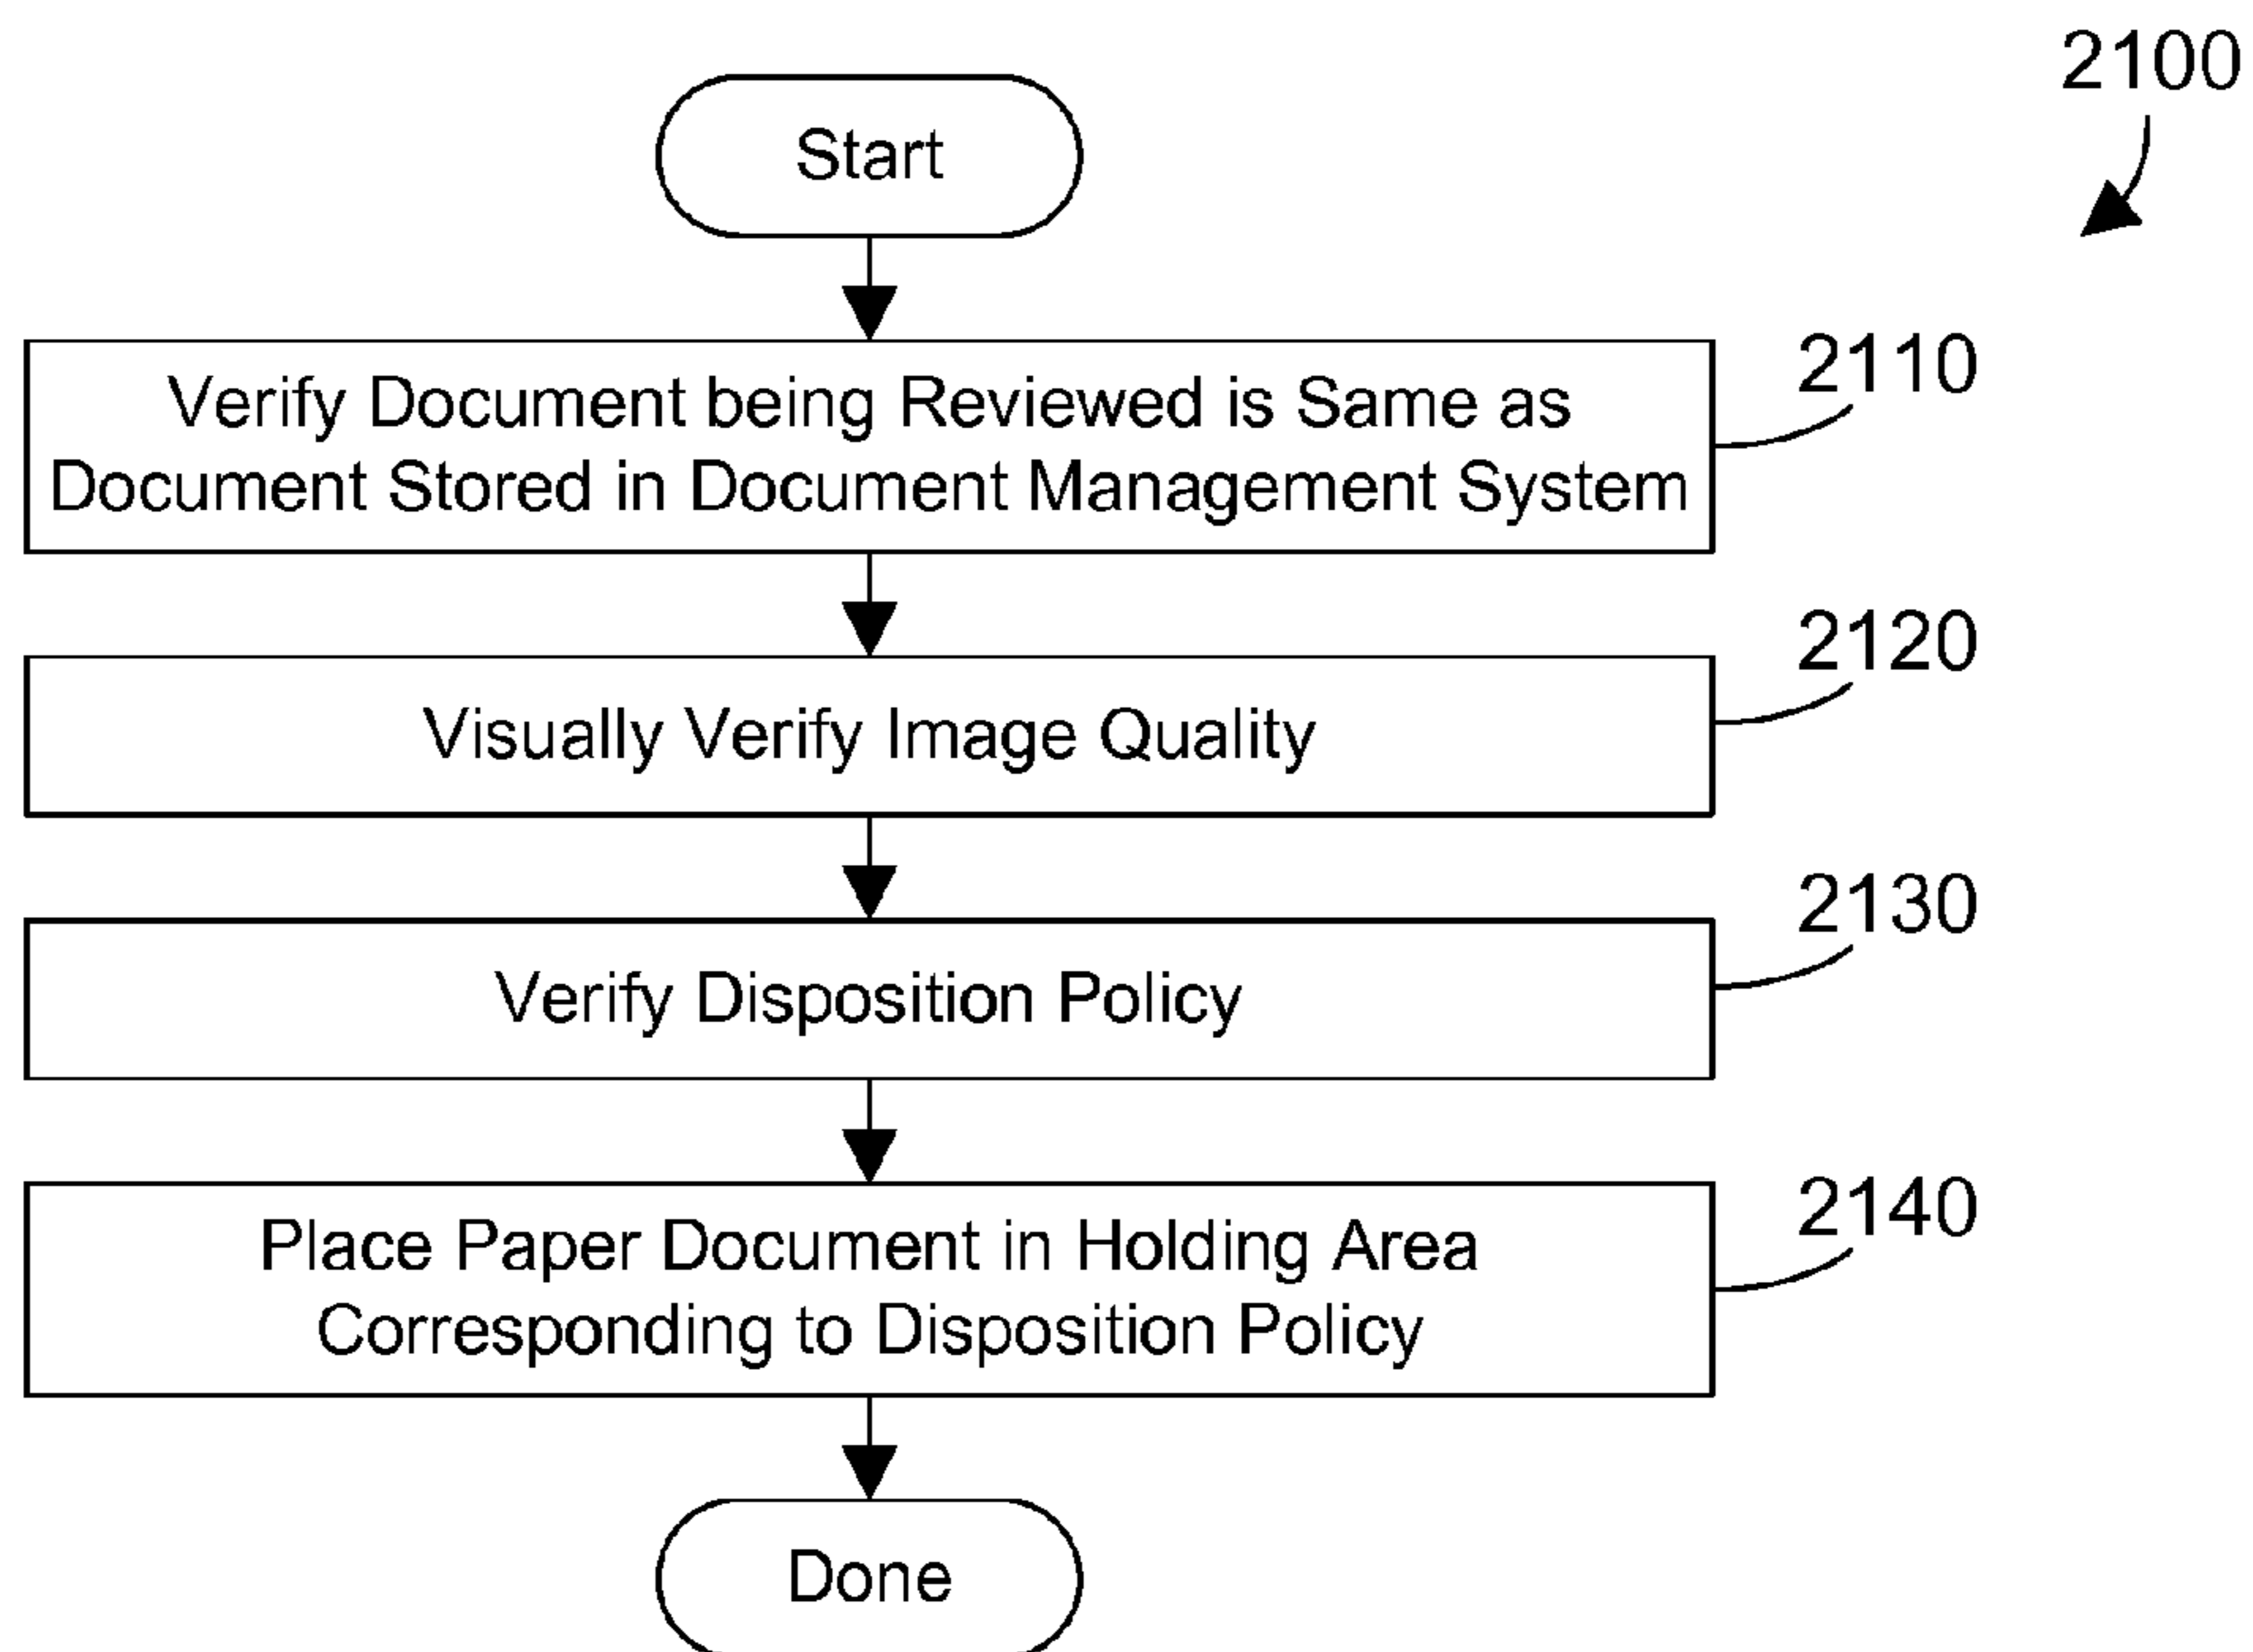 2100
Start
Verify Document being Reviewed is Same as
Document Stored in Document Management System
2110
Visually Verify Image Quality
2120
Verify Disposition Policy
2130
Place Paper Document in Holding Area
Corresponding to Disposition Policy
2140
Done